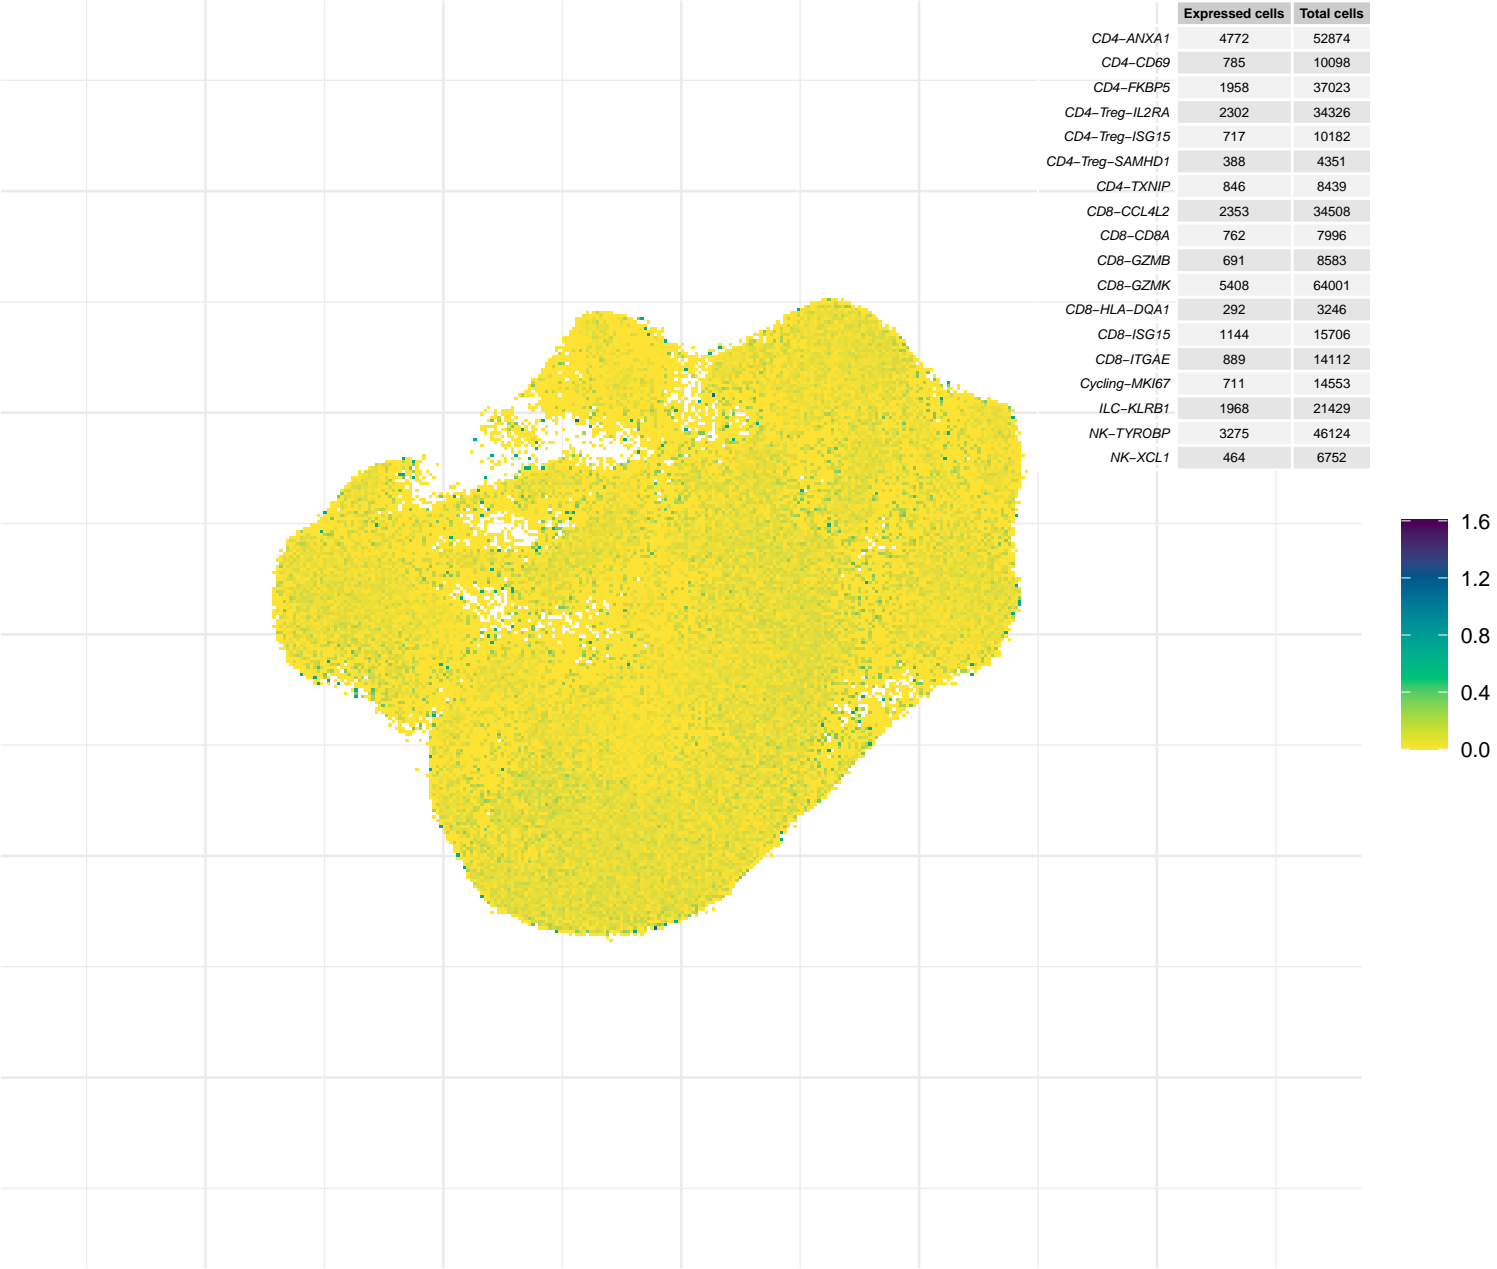 Expressed cells Total cells
CD4−ANXA1 4772 52874
CD4−CD69 785 10098
CD4−FKBP5 1958 37023
CD4−Treg−IL2RA 2302 34326
CD4−Treg−ISG15 717 10182
CD4−Treg−SAMHD1 388 4351
CD4−TXNIP 846 8439
CD8−CCL4L2 2353 34508
CD8−CD8A 762 7996
CD8−GZMB 691 8583
CD8−GZMK 5408 64001
CD8−HLA−DQA1 292 3246
CD8−ISG15 1144 15706
CD8−ITGAE 889 14112
Cycling−MKI67 711 14553
ILC−KLRB1 1968 21429
NK−TYROBP 3275 46124
NK−XCL1 464 6752
1.6
1.2
0.8
0.4
0.0